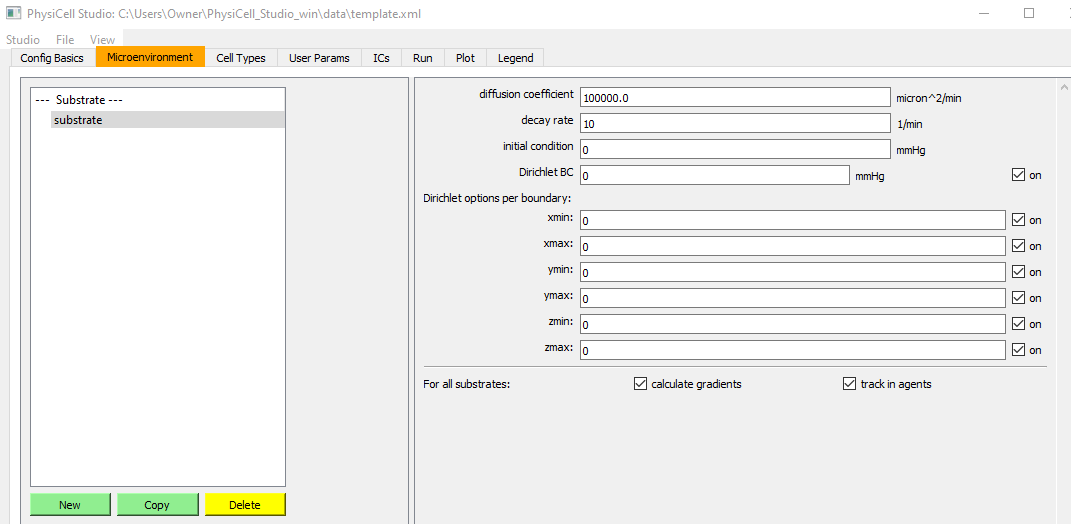 PhysiCell Studio: C:\Users\Owner\PhysiCell_Studio_win\data\template.xml
Studio File View
Config Basics Microenvironment Cell Types User Params ICs Run Plot Legend
--- Substrate ---
substrate
New Copy Delete
diffusion coefficient 100000.0 micron^2/min
decay rate 10 1/min
initial condition 0 mmHg
Dirichlet BC 0 mmHg on
Dirichlet options per boundary:
xmin: 0 on
xmax: 0 on
ymin: 0 on
ymax: 0 on
zmin: 0 on
zmax: 0 on
For all substrates: calculate gradients track in agents